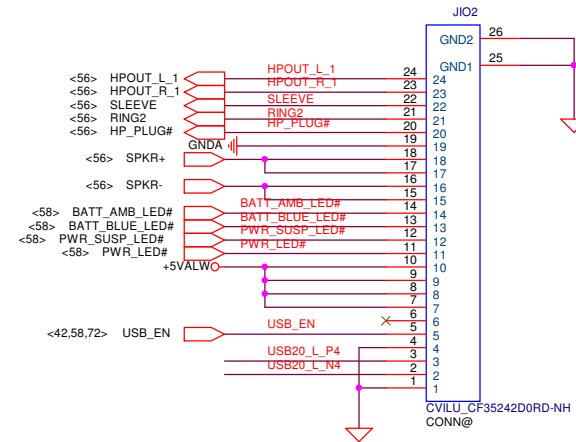 JIO2
GND2 26
GND1 25
<56> HPOUT_L_1 HPOUT_L_1 24 24
<56> HPOUT_R_1 HPOUT_R_1 23 23
<56> SLEEVE SLEEVE 22 22
<56> RING2 RING2 21 21
<56> HP_PLUG# HP_PLUG# 20 20
GNDA 19 19
<56> SPKR+ 18 18
17 17
<56> SPKR- 16 16
15 15
<58> BATT_AMB_LED# BATT_AMB_LED# 14 14
<58> BATT_BLUE_LED# BATT_BLUE_LED# 13 13
<58> PWR_SUSP_LED# PWR_SUSP_LED# 12 12
<58> PWR_LED# PWR_LED# 11 11
+5VALW 10 10
9 9
8 8
7 7
6 6
<42,58,72> USB_EN USB_EN 5 5
4 4
USB20_L_P4 3 3
USB20_L_N4 2 2
1 1
CVILU_CF35242D0RD-NH
CONN@